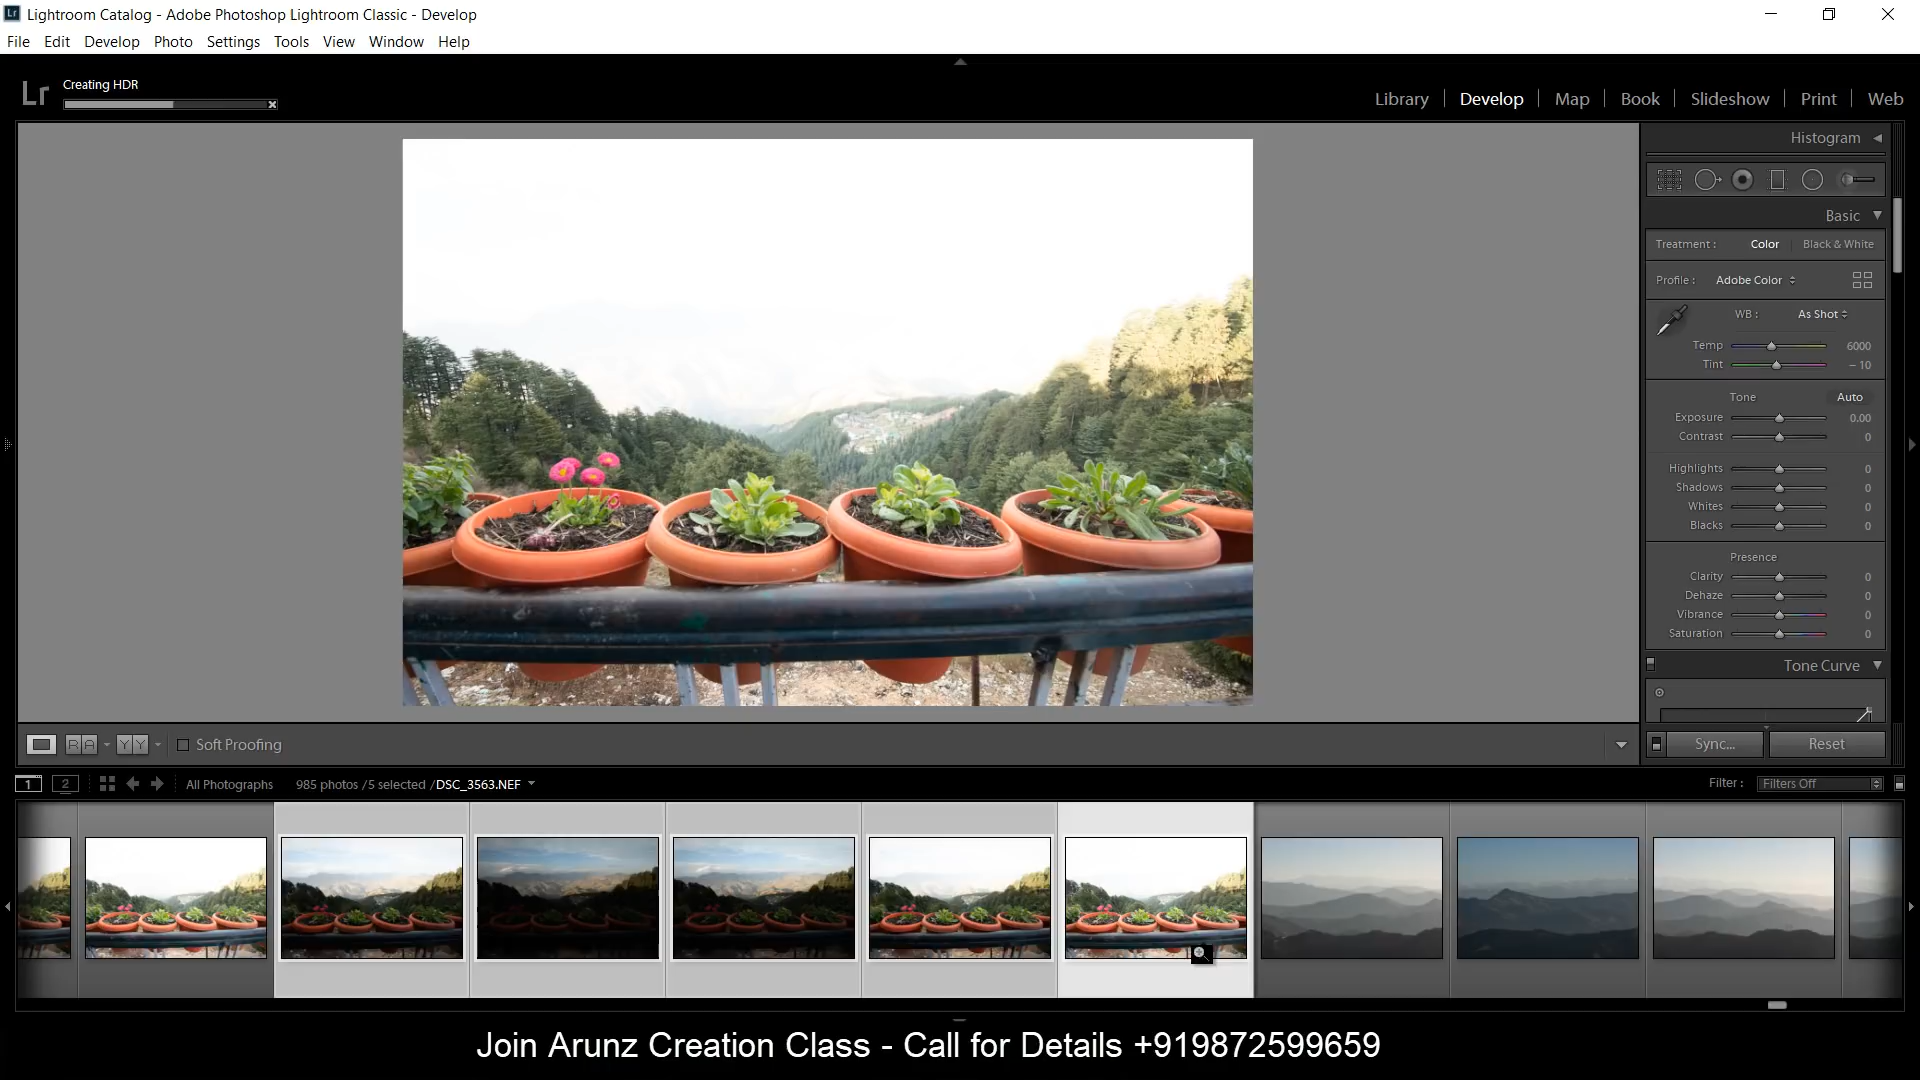 Lr Lightroom Catalog - Adobe Photoshop Lightroom Classic - Develop
File Edit Develop Photo Settings Tools View Window Help
Lr Creating HDR
Library Develop Map Book Slideshow Print Web
Histogram
Basic
Treatment : Color Black & White
Profile : Adobe Color
WB : As Shot
Temp 6000
Tint - 10
Tone Auto
Exposure 0.00
Contrast 0
Highlights 0
Shadows 0
Whites 0
Blacks 0
Presence
Clarity 0
Dehaze 0
Vibrance 0
Saturation 0
Tone Curve
R A Y Y Soft Proofing Sync... Reset
1 2 All Photographs 985 photos /5 selected /DSC_3563.NEF Filter : Filters Off
Join Arunz Creation Class - Call for Details +919872599659